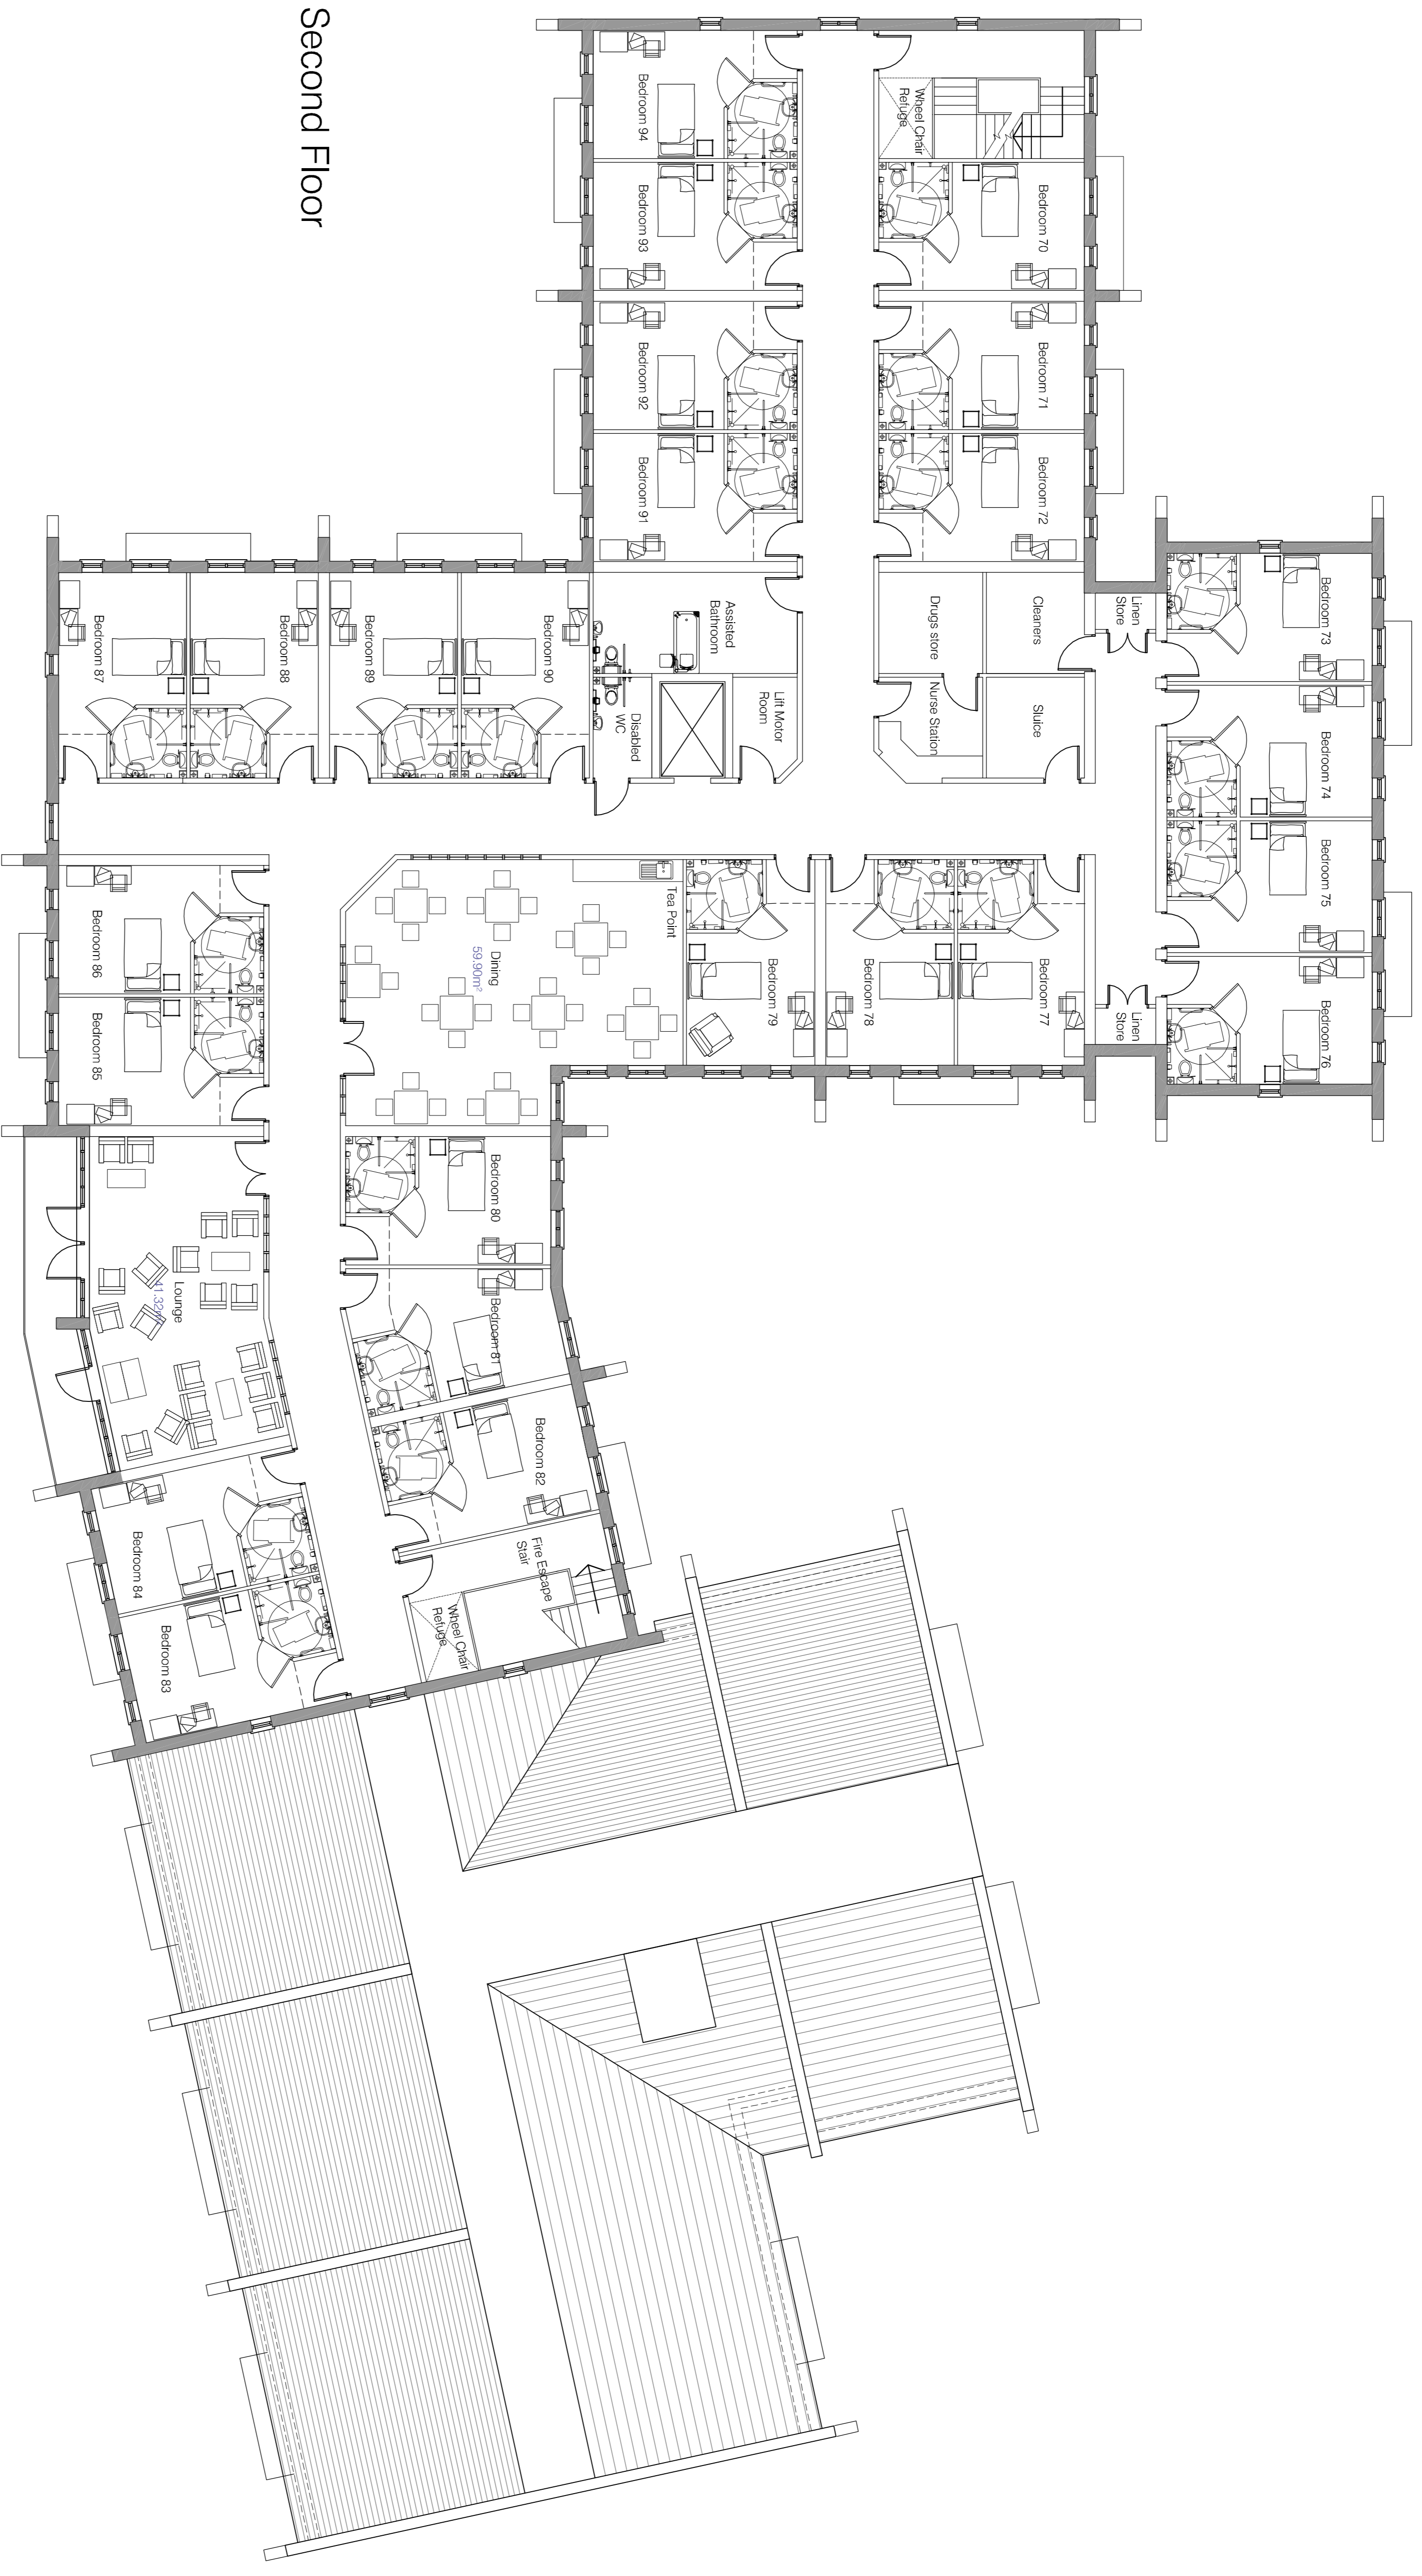 Second Floor
Bedroom 94
Bedroom 93
Bedroom 92
Bedroom 91
Wheel Chair
Refuge
Bedroom 70
Bedroom 71
Bedroom 72
Bedroom 73
Bedroom 74
Bedroom 75
Bedroom 76
Linen
Store
Linen
Store
Cleaners
Drugs store
Sluice
Nurse Station
Assisted
Bathroom
Lift Motor
Room
Disabled
WC
Bedroom 90
Bedroom 89
Bedroom 88
Bedroom 87
Bedroom 77
Bedroom 78
Bedroom 79
Tea Point
Dining
59.90m²
Bedroom 86
Bedroom 85
Bedroom 80
Bedroom 81
Bedroom 82
Lounge
Fire Escape
Stair
Wheel Chair
Refuge
Bedroom 84
Bedroom 83